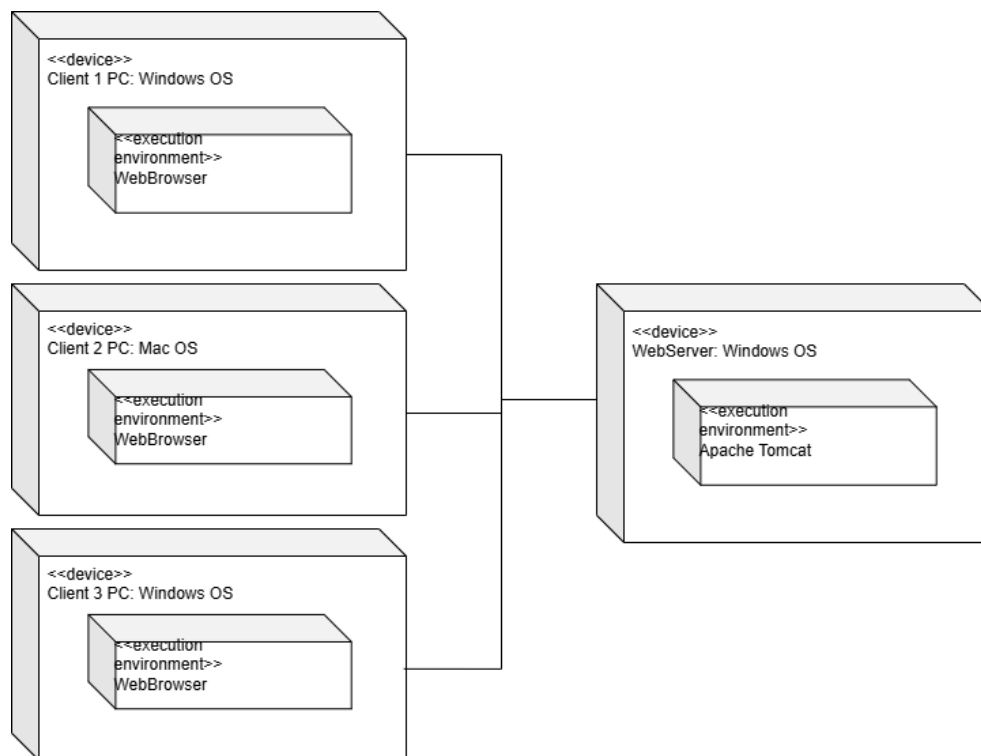 <<device>>
Client 1 PC: Windows OS
<<execution
environment>>
WebBrowser
<<device>>
Client 2 PC: Mac OS
<<execution
environment>>
WebBrowser
<<device>>
WebServer: Windows OS
<<execution
environment>>
Apache Tomcat
<<device>>
Client 3 PC: Windows OS
<<execution
environment>>
WebBrowser